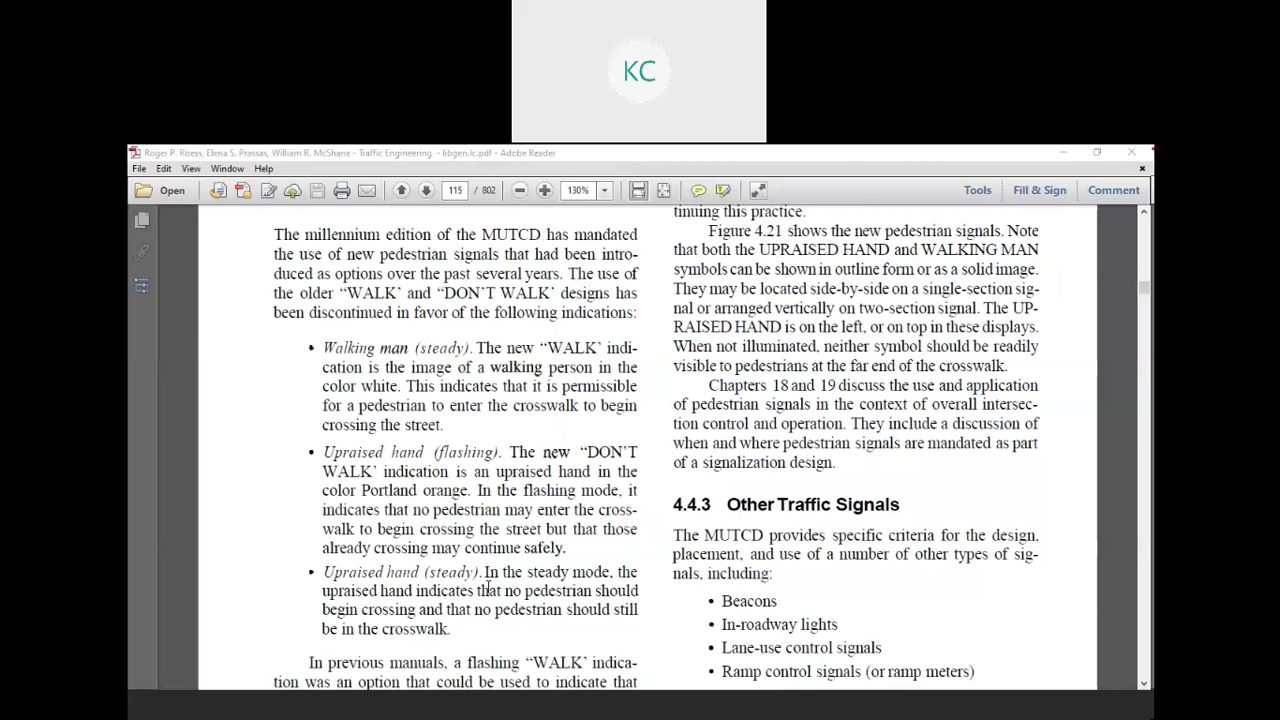 KC
Roger P. Roess, Elena S. Prassas, William R. McShane - Traffic Engineering - libgen.lc.pdf - Adobe Reader
File Edit View Window Help
Open 115 / 802 130% Tools Fill & Sign Comment
The millennium edition of the MUTCD has mandated
the use of new pedestrian signals that had been intro-
duced as options over the past several years. The use of
the older “WALK’ and “DON’T WALK’ designs has
been discontinued in favor of the following indications:
• Walking man (steady). The new “WALK’ indi-
cation is the image of a walking person in the
color white. This indicates that it is permissible
for a pedestrian to enter the crosswalk to begin
crossing the street.
• Upraised hand (flashing). The new “DON’T
WALK’ indication is an upraised hand in the
color Portland orange. In the flashing mode, it
indicates that no pedestrian may enter the cross-
walk to begin crossing the street but that those
already crossing may continue safely.
• Upraised hand (steady). In the steady mode, the
upraised hand indicates that no pedestrian should
begin crossing and that no pedestrian should still
be in the crosswalk.
In previous manuals, a flashing “WALK’ indica-
tion was an option that could be used to indicate that
tinuing this practice.
Figure 4.21 shows the new pedestrian signals. Note
that both the UPRAISED HAND and WALKING MAN
symbols can be shown in outline form or as a solid image.
They may be located side-by-side on a single-section sig-
nal or arranged vertically on two-section signal. The UP-
RAISED HAND is on the left, or on top in these displays.
When not illuminated, neither symbol should be readily
visible to pedestrians at the far end of the crosswalk.
Chapters 18 and 19 discuss the use and application
of pedestrian signals in the context of overall intersec-
tion control and operation. They include a discussion of
when and where pedestrian signals are mandated as part
of a signalization design.
4.4.3 Other Traffic Signals
The MUTCD provides specific criteria for the design,
placement, and use of a number of other types of sig-
nals, including:
• Beacons
• In-roadway lights
• Lane-use control signals
• Ramp control signals (or ramp meters)